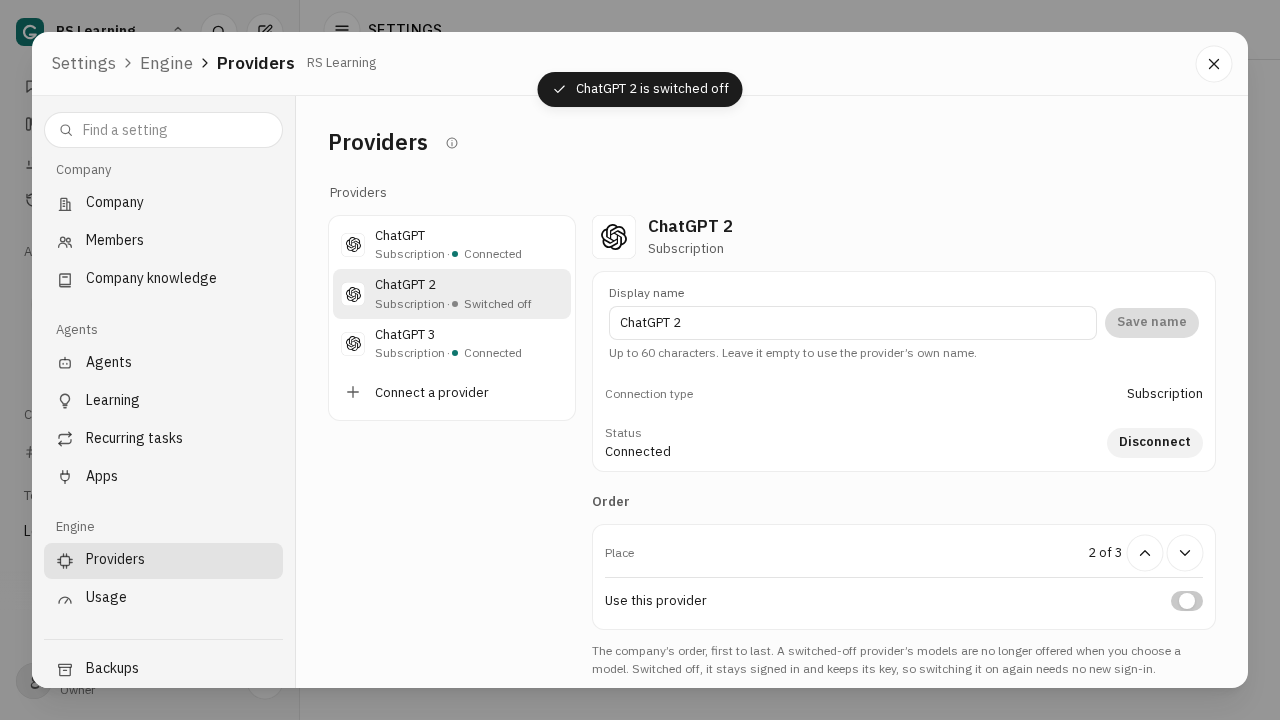 RS Learning
SETTINGS
Settings > Engine > Providers RS Learning
ChatGPT 2 is switched off
Find a setting
Company
Company
Members
Company knowledge
Agents
Agents
Learning
Recurring tasks
Apps
Engine
Providers
Usage
Backups
Owner
Providers
Providers
ChatGPT
Subscription · Connected
ChatGPT 2
Subscription · Switched off
ChatGPT 3
Subscription · Connected
Connect a provider
ChatGPT 2
Subscription
Display name
ChatGPT 2
Save name
Up to 60 characters. Leave it empty to use the provider's own name.
Connection type
Subscription
Status
Connected
Disconnect
Order
Place
2 of 3
Use this provider
The company's order, first to last. A switched-off provider's models are no longer offered when you choose a
model. Switched off, it stays signed in and keeps its key, so switching it on again needs no new sign-in.